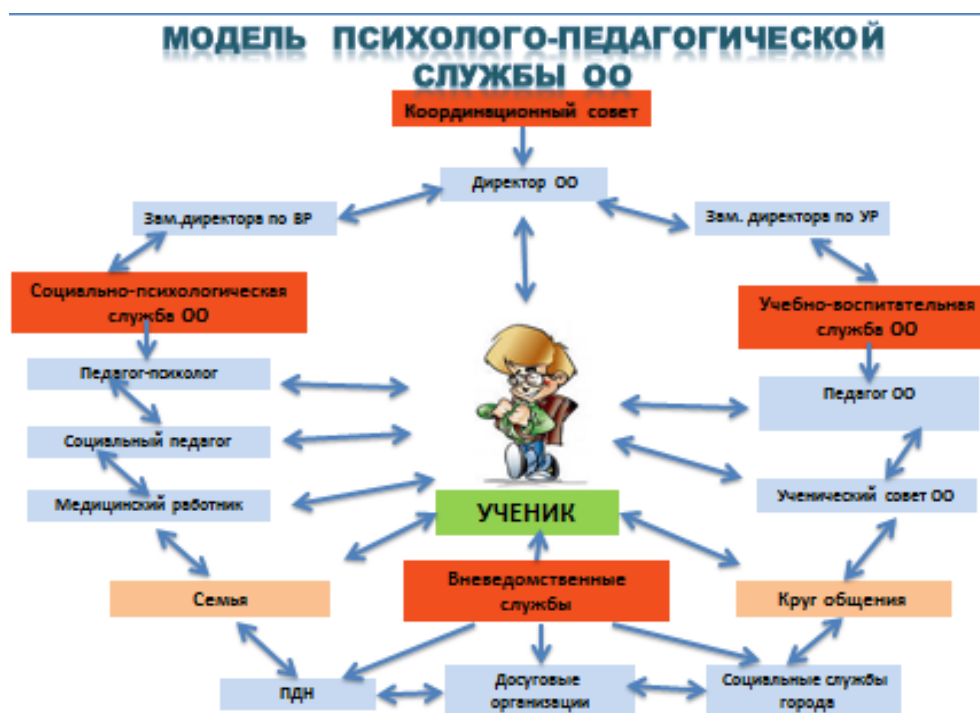 МОДЕЛЬ ПСИХОЛОГО-ПЕДАГОГИЧЕСКОЙ
СЛУЖБЫ ОО
Координационный совет
Директор ОО
Зам.директора по ВР
Зам. директора по УР
Социально-психологическая
служба ОО
Учебно-воспитательная
служба ОО
Педагог-психолог
Педагог ОО
Социальный педагог
Медицинский работник
Ученический совет ОО
УЧЕНИК
Семья
Вневедомственные
службы
Круг общения
ПДН
Досуговые
организации
Социальные службы
города